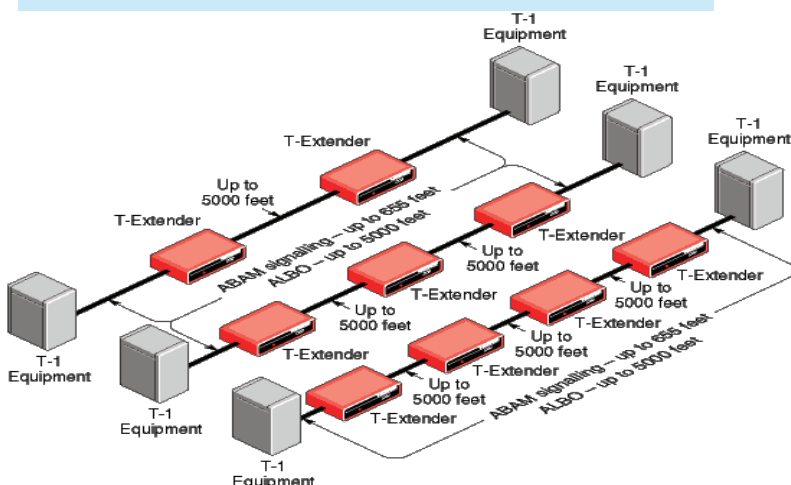 T-1
Equipment
T-1
Equipment
T-1
Equipment
T-Extender
Up to
5000 feet
T-Extender
ABAM signalling – up to 655 feet
ALBO – up to 5000 feet
T-Extender
Up to
5000 feet
T-Extender
Up to
5000 feet
T-Extender
T-Extender
Up to
5000 feet
T-Extender
Up to
5000 feet
T-Extender
Up to
5000 feet
T-Extender
ABAM signalling – up to 655 feet
ALBO – up to 5000 feet
T-1
Equipment
T-1
Equipment
T-1
Equipment